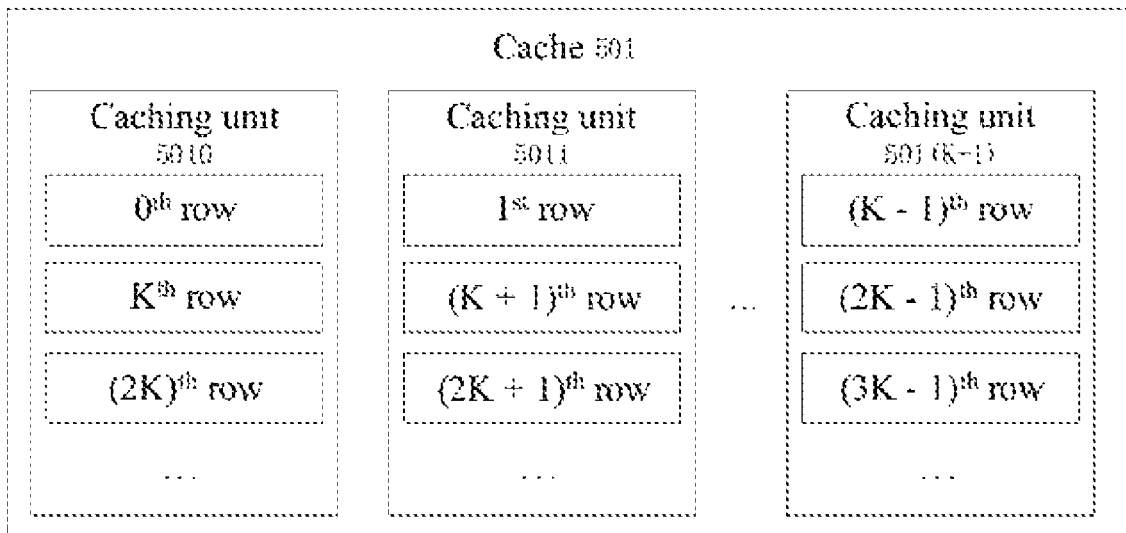 Cache 501
Caching unit
5010
0th row
Kth row
(2K)th row
...
Caching unit
5011
1st row
(K + 1)th row
(2K + 1)th row
...
...
Caching unit
501(K-1)
(K - 1)th row
(2K - 1)th row
(3K - 1)th row
...